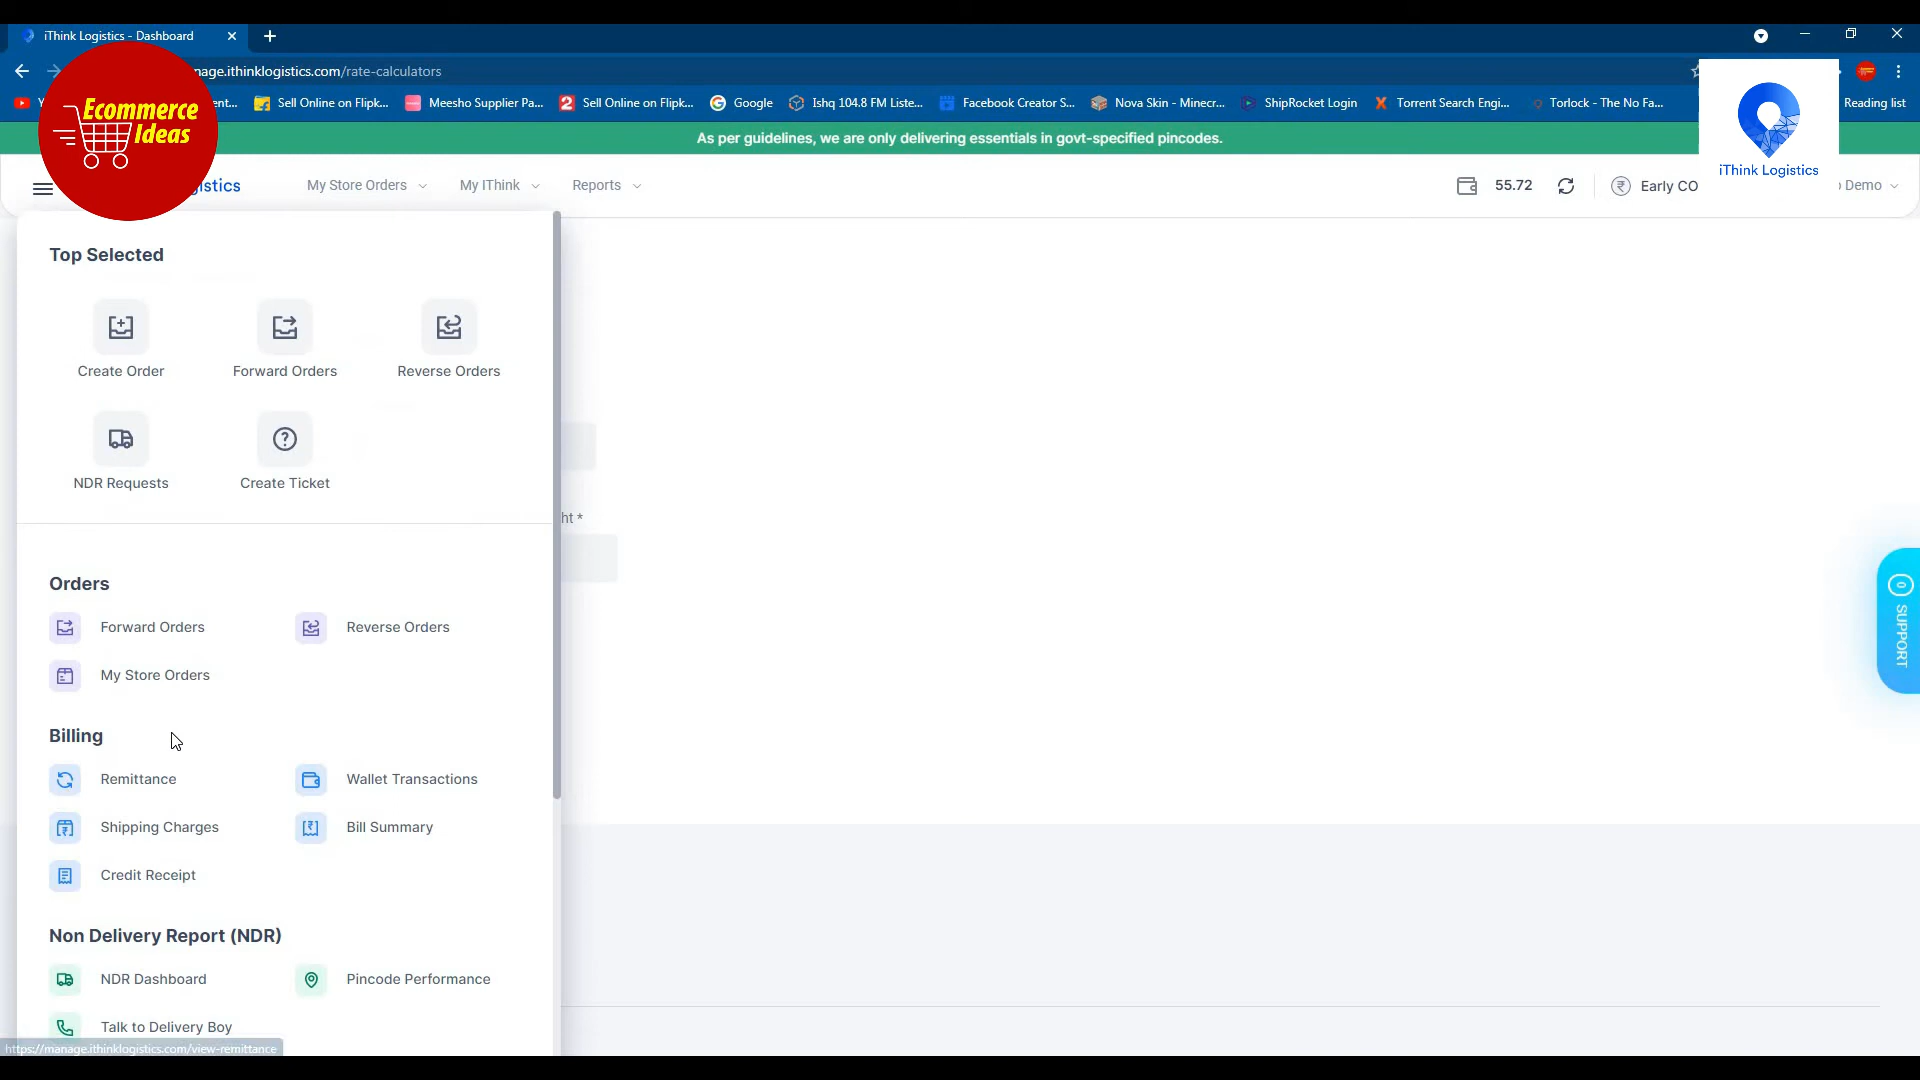 iThink Logistics - Dashboard
nage.ithinklogistics.com/rate-calculators
Y
ent...
Sell Online on Flipk...
Meesho Supplier Pa...
Sell Online on Flipk...
Google
Ishq 104.8 FM Liste...
Facebook Creator S...
Nova Skin - Minecr...
ShipRocket Login
Torrent Search Engi...
Torlock - The No Fa...
Reading list
Ecommerce
Ideas
As per guidelines, we are only delivering essentials in govt-specified pincodes.
iThink Logistics
gistics
My Store Orders
My IThink
Reports
55.72
Early CO
Demo
Top Selected
Create Order
Forward Orders
Reverse Orders
NDR Requests
Create Ticket
ht *
Orders
Forward Orders
Reverse Orders
My Store Orders
Billing
Remittance
Wallet Transactions
Shipping Charges
Bill Summary
Credit Receipt
Non Delivery Report (NDR)
NDR Dashboard
Pincode Performance
Talk to Delivery Boy
https://manage.ithinklogistics.com/view-remittance
SUPPORT